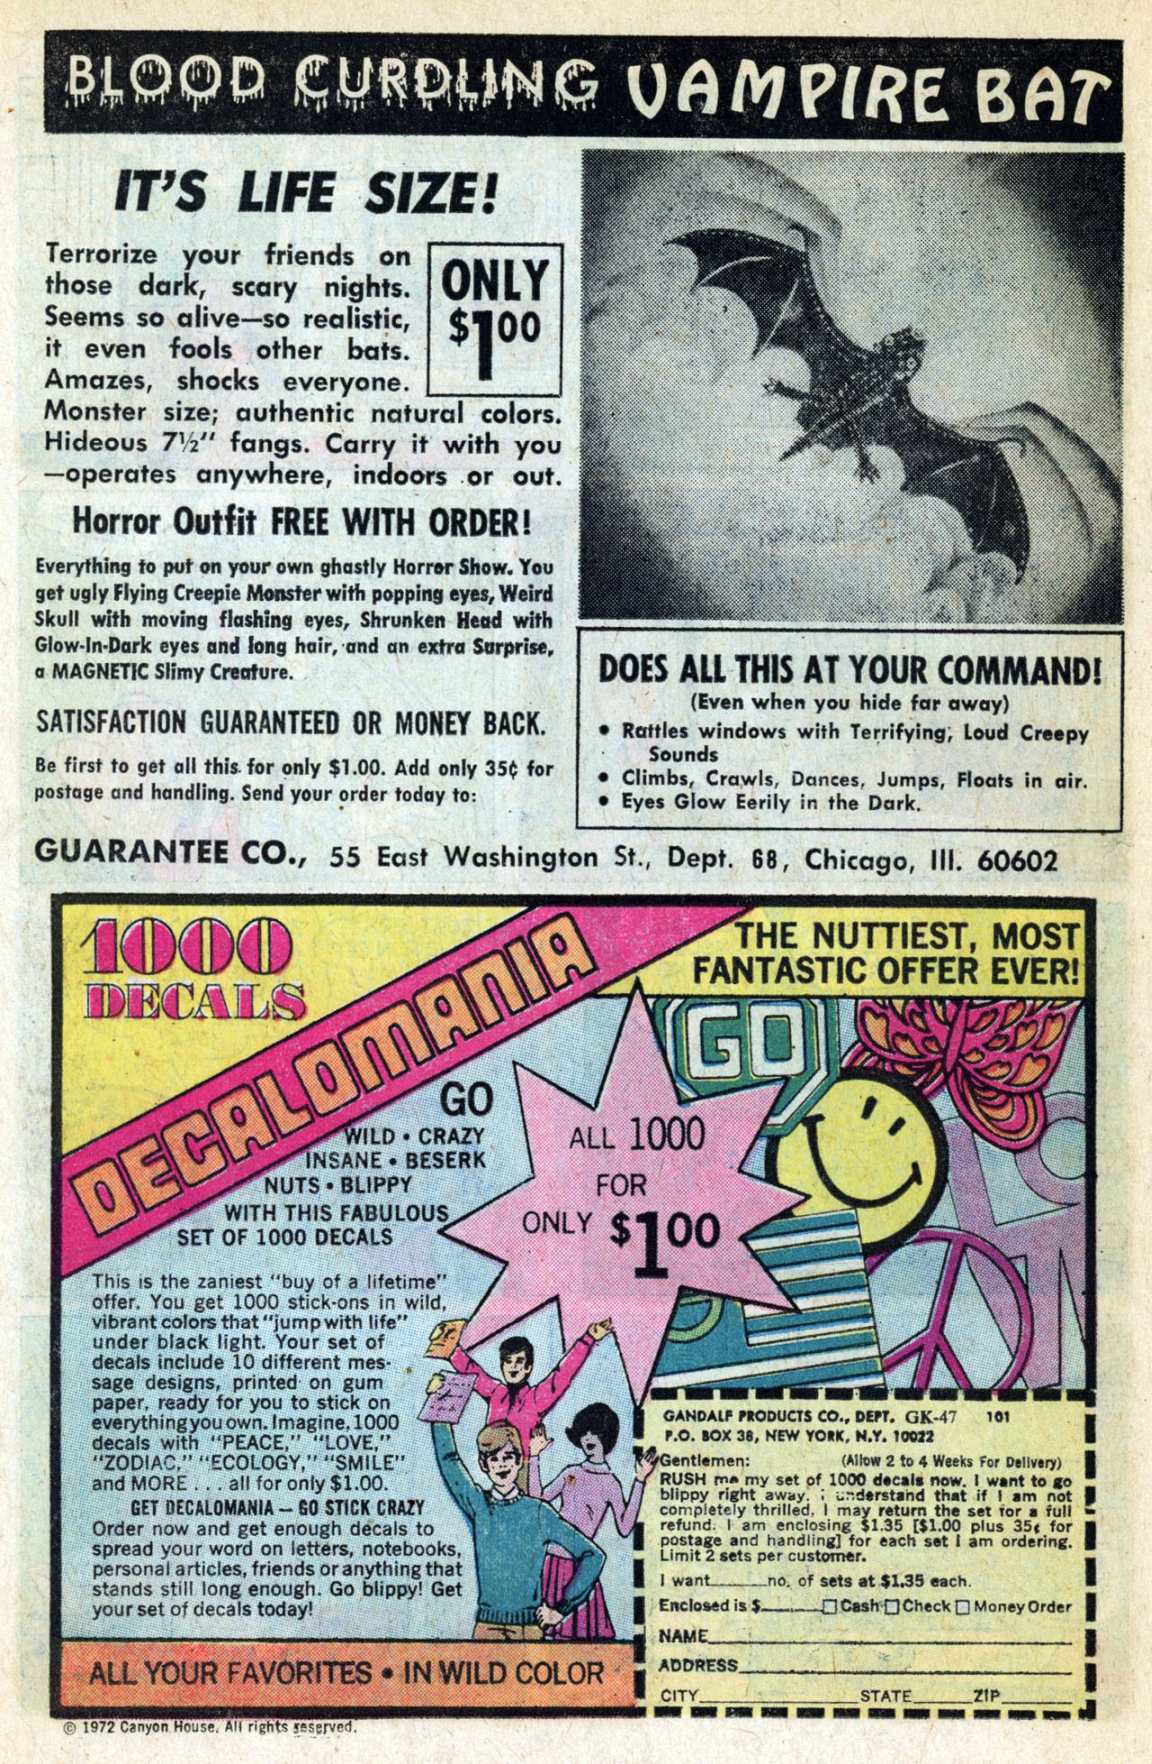 BLOOD CURDLING VAMPIRE BAT
IT'S LIFE SIZE!
Terrorize your friends on
those dark, scary nights.
Seems so alive—so realistic,
it even fools other bats.
Amazes, shocks everyone.
Monster size; authentic natural colors.
Hideous 7½″ fangs. Carry it with you
—operates anywhere, indoors or out.
ONLY
$1.00
Horror Outfit FREE WITH ORDER!
Everything to put on your own ghastly Horror Show. You
get ugly Flying Creepie Monster with popping eyes, Weird
Skull with moving flashing eyes, Shrunken Head with
Glow-In-Dark eyes and long hair, and an extra Surprise,
a MAGNETIC Slimy Creature.
SATISFACTION GUARANTEED OR MONEY BACK.
Be first to get all this for only $1.00. Add only 35¢ for
postage and handling. Send your order today to:
DOES ALL THIS AT YOUR COMMAND!
(Even when you hide far away)
• Rattles windows with Terrifying, Loud Creepy
Sounds
• Climbs, Crawls, Dances, Jumps, Floats in air.
• Eyes Glow Eerily in the Dark.
GUARANTEE CO., 55 East Washington St., Dept. 68, Chicago, Ill. 60602
1000
DECALS
DECALOMANIA
THE NUTTIEST, MOST
FANTASTIC OFFER EVER!
GO
WILD • CRAZY
INSANE • BESERK
NUTS • BLIPPY
WITH THIS FABULOUS
SET OF 1000 DECALS
ALL 1000
FOR
ONLY $1.00
GO
LO
This is the zaniest "buy of a lifetime"
offer. You get 1000 stick-ons in wild,
vibrant colors that "jump with life"
under black light. Your set of
decals include 10 different mes-
sage designs, printed on gum
paper, ready for you to stick on
everything you own. Imagine, 1000
decals with "PEACE," "LOVE,"
"ZODIAC," "ECOLOGY," "SMILE"
and MORE . . . all for only $1.00.
GET DECALOMANIA — GO STICK CRAZY
Order now and get enough decals to
spread your word on letters, notebooks,
personal articles, friends or anything that
stands still long enough. Go blippy! Get
your set of decals today!
ALL YOUR FAVORITES • IN WILD COLOR
GANDALF PRODUCTS CO., DEPT. GK-47 101
P.O. BOX 38, NEW YORK, N.Y. 10022
Gentlemen: (Allow 2 to 4 Weeks For Delivery)
RUSH me my set of 1000 decals now. I want to go
blippy right away. I understand that if I am not
completely thrilled, I may return the set for a full
refund. I am enclosing $1.35 [$1.00 plus 35¢ for
postage and handling] for each set I am ordering.
Limit 2 sets per customer.
I want______no. of sets at $1.35 each.
Enclosed is $______ □ Cash □ Check □ Money Order
NAME
ADDRESS
CITY STATE ZIP
© 1972 Canyon House. All rights reserved.